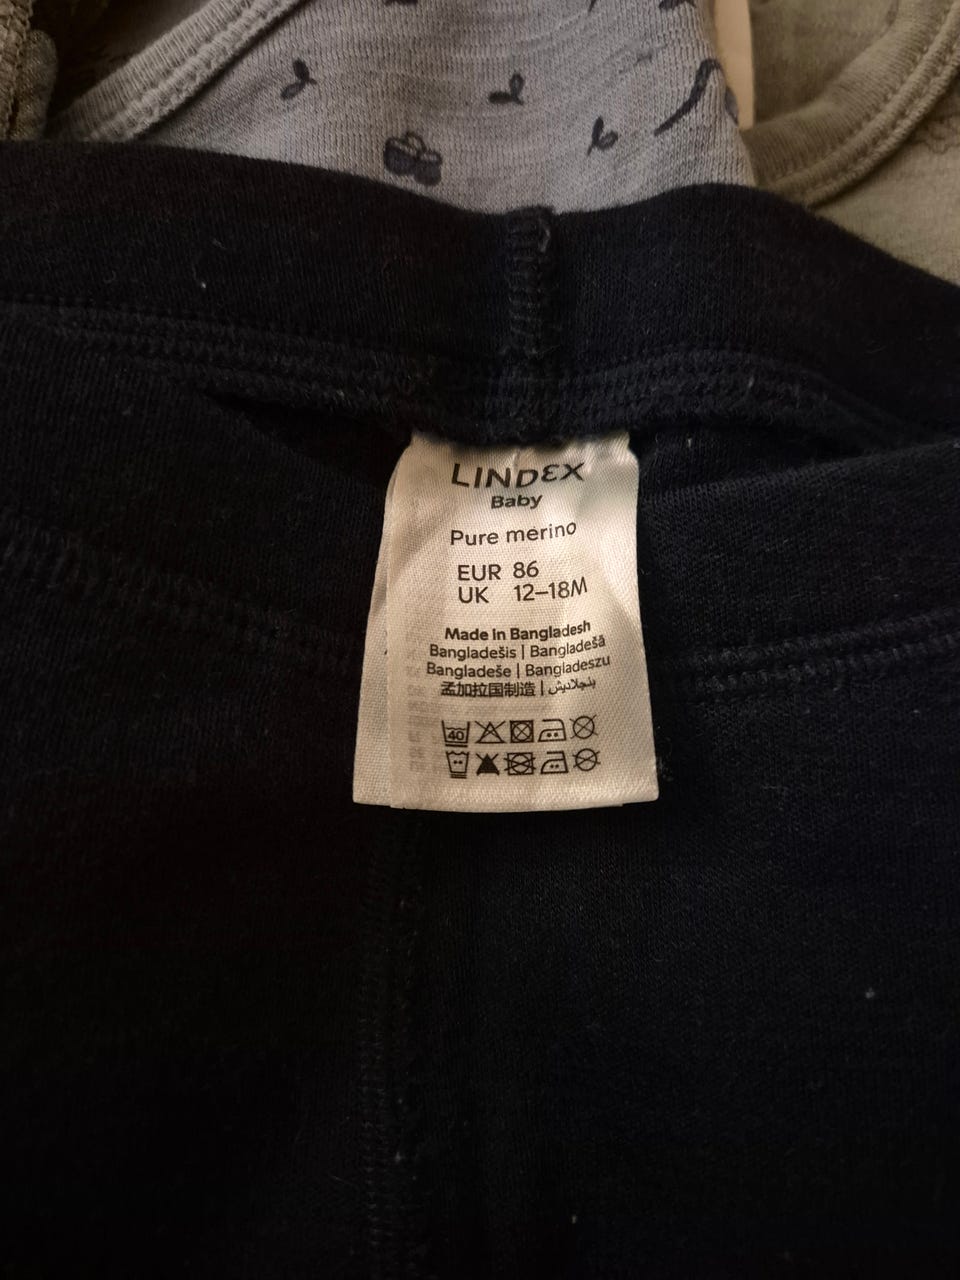 LINDEX
Baby
Pure merino
EUR 86
UK 12–18M
Made in Bangladesh
Bangladešis | Bangladešā
Bangladeše | Bangladeszu
孟加拉国制造 | بنجلاديش
40